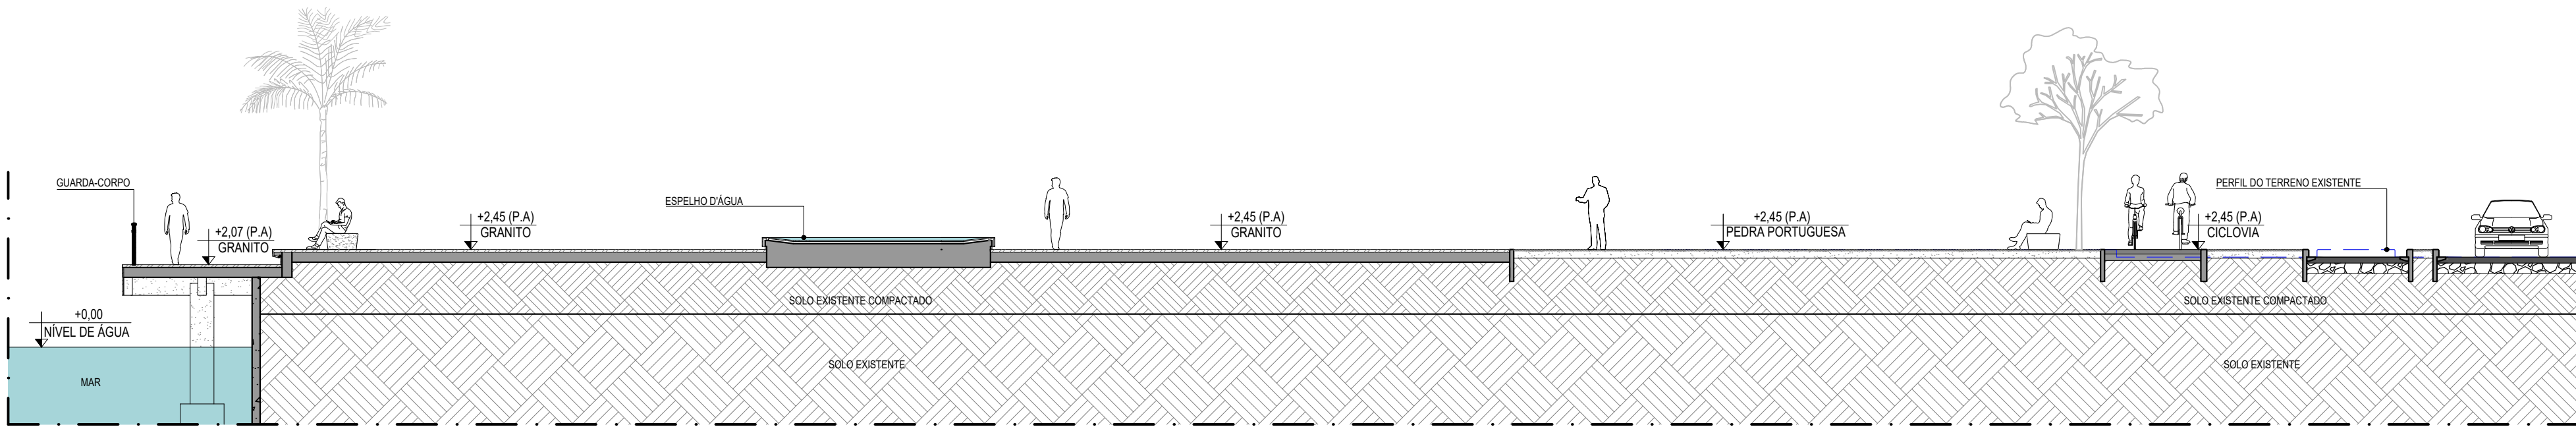 GUARDA-CORPO
+2,07 (P.A)
GRANITO
+0,00
NÍVEL DE ÁGUA
MAR
+2,45 (P.A)
GRANITO
ESPELHO D'ÁGUA
+2,45 (P.A)
GRANITO
SOLO EXISTENTE COMPACTADO
SOLO EXISTENTE
+2,45 (P.A)
PEDRA PORTUGUESA
PERFIL DO TERRENO EXISTENTE
+2,45 (P.A)
CICLOVIA
SOLO EXISTENTE COMPACTADO
SOLO EXISTENTE